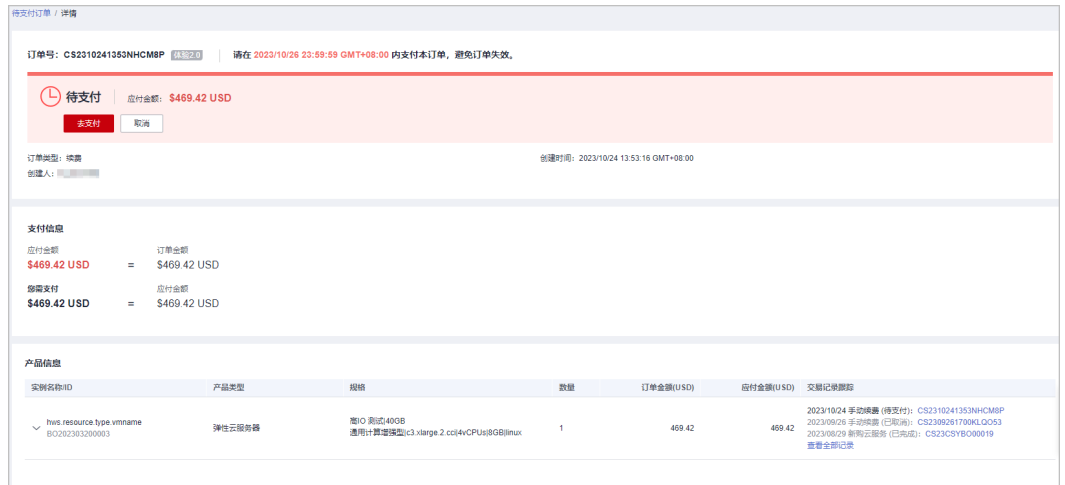 待支付订单 / 详情
订单号：CS2310241353NHCM8P 体验2.0 请在 2023/10/26 23:59:59 GMT+08:00 内支付本订单，避免订单失效。
待支付 应付金额：$469.42 USD
去支付 取消
订单类型：续费 创建时间：2023/10/24 13:53:16 GMT+08:00
创建人：
支付信息
应付金额 订单金额
$469.42 USD = $469.42 USD
您需支付 应付金额
$469.42 USD = $469.42 USD
产品信息
实例名称/ID 产品类型 规格 数量 订单金额(USD) 应付金额(USD) 交易记录跟踪
hws.resource.type.vmname
BO202303200003
弹性云服务器
高IO 测试|40GB
通用计算增强型|c3.xlarge.2.cci|4vCPUs|8GB|linux
1
469.42
469.42
2023/10/24 手动续费 (待支付)：CS2310241353NHCM8P
2023/09/26 手动续费 (已取消)：CS2309261700KLQO53
2023/08/29 新购云服务 (已完成)：CS23CSYBO00019
查看全部记录